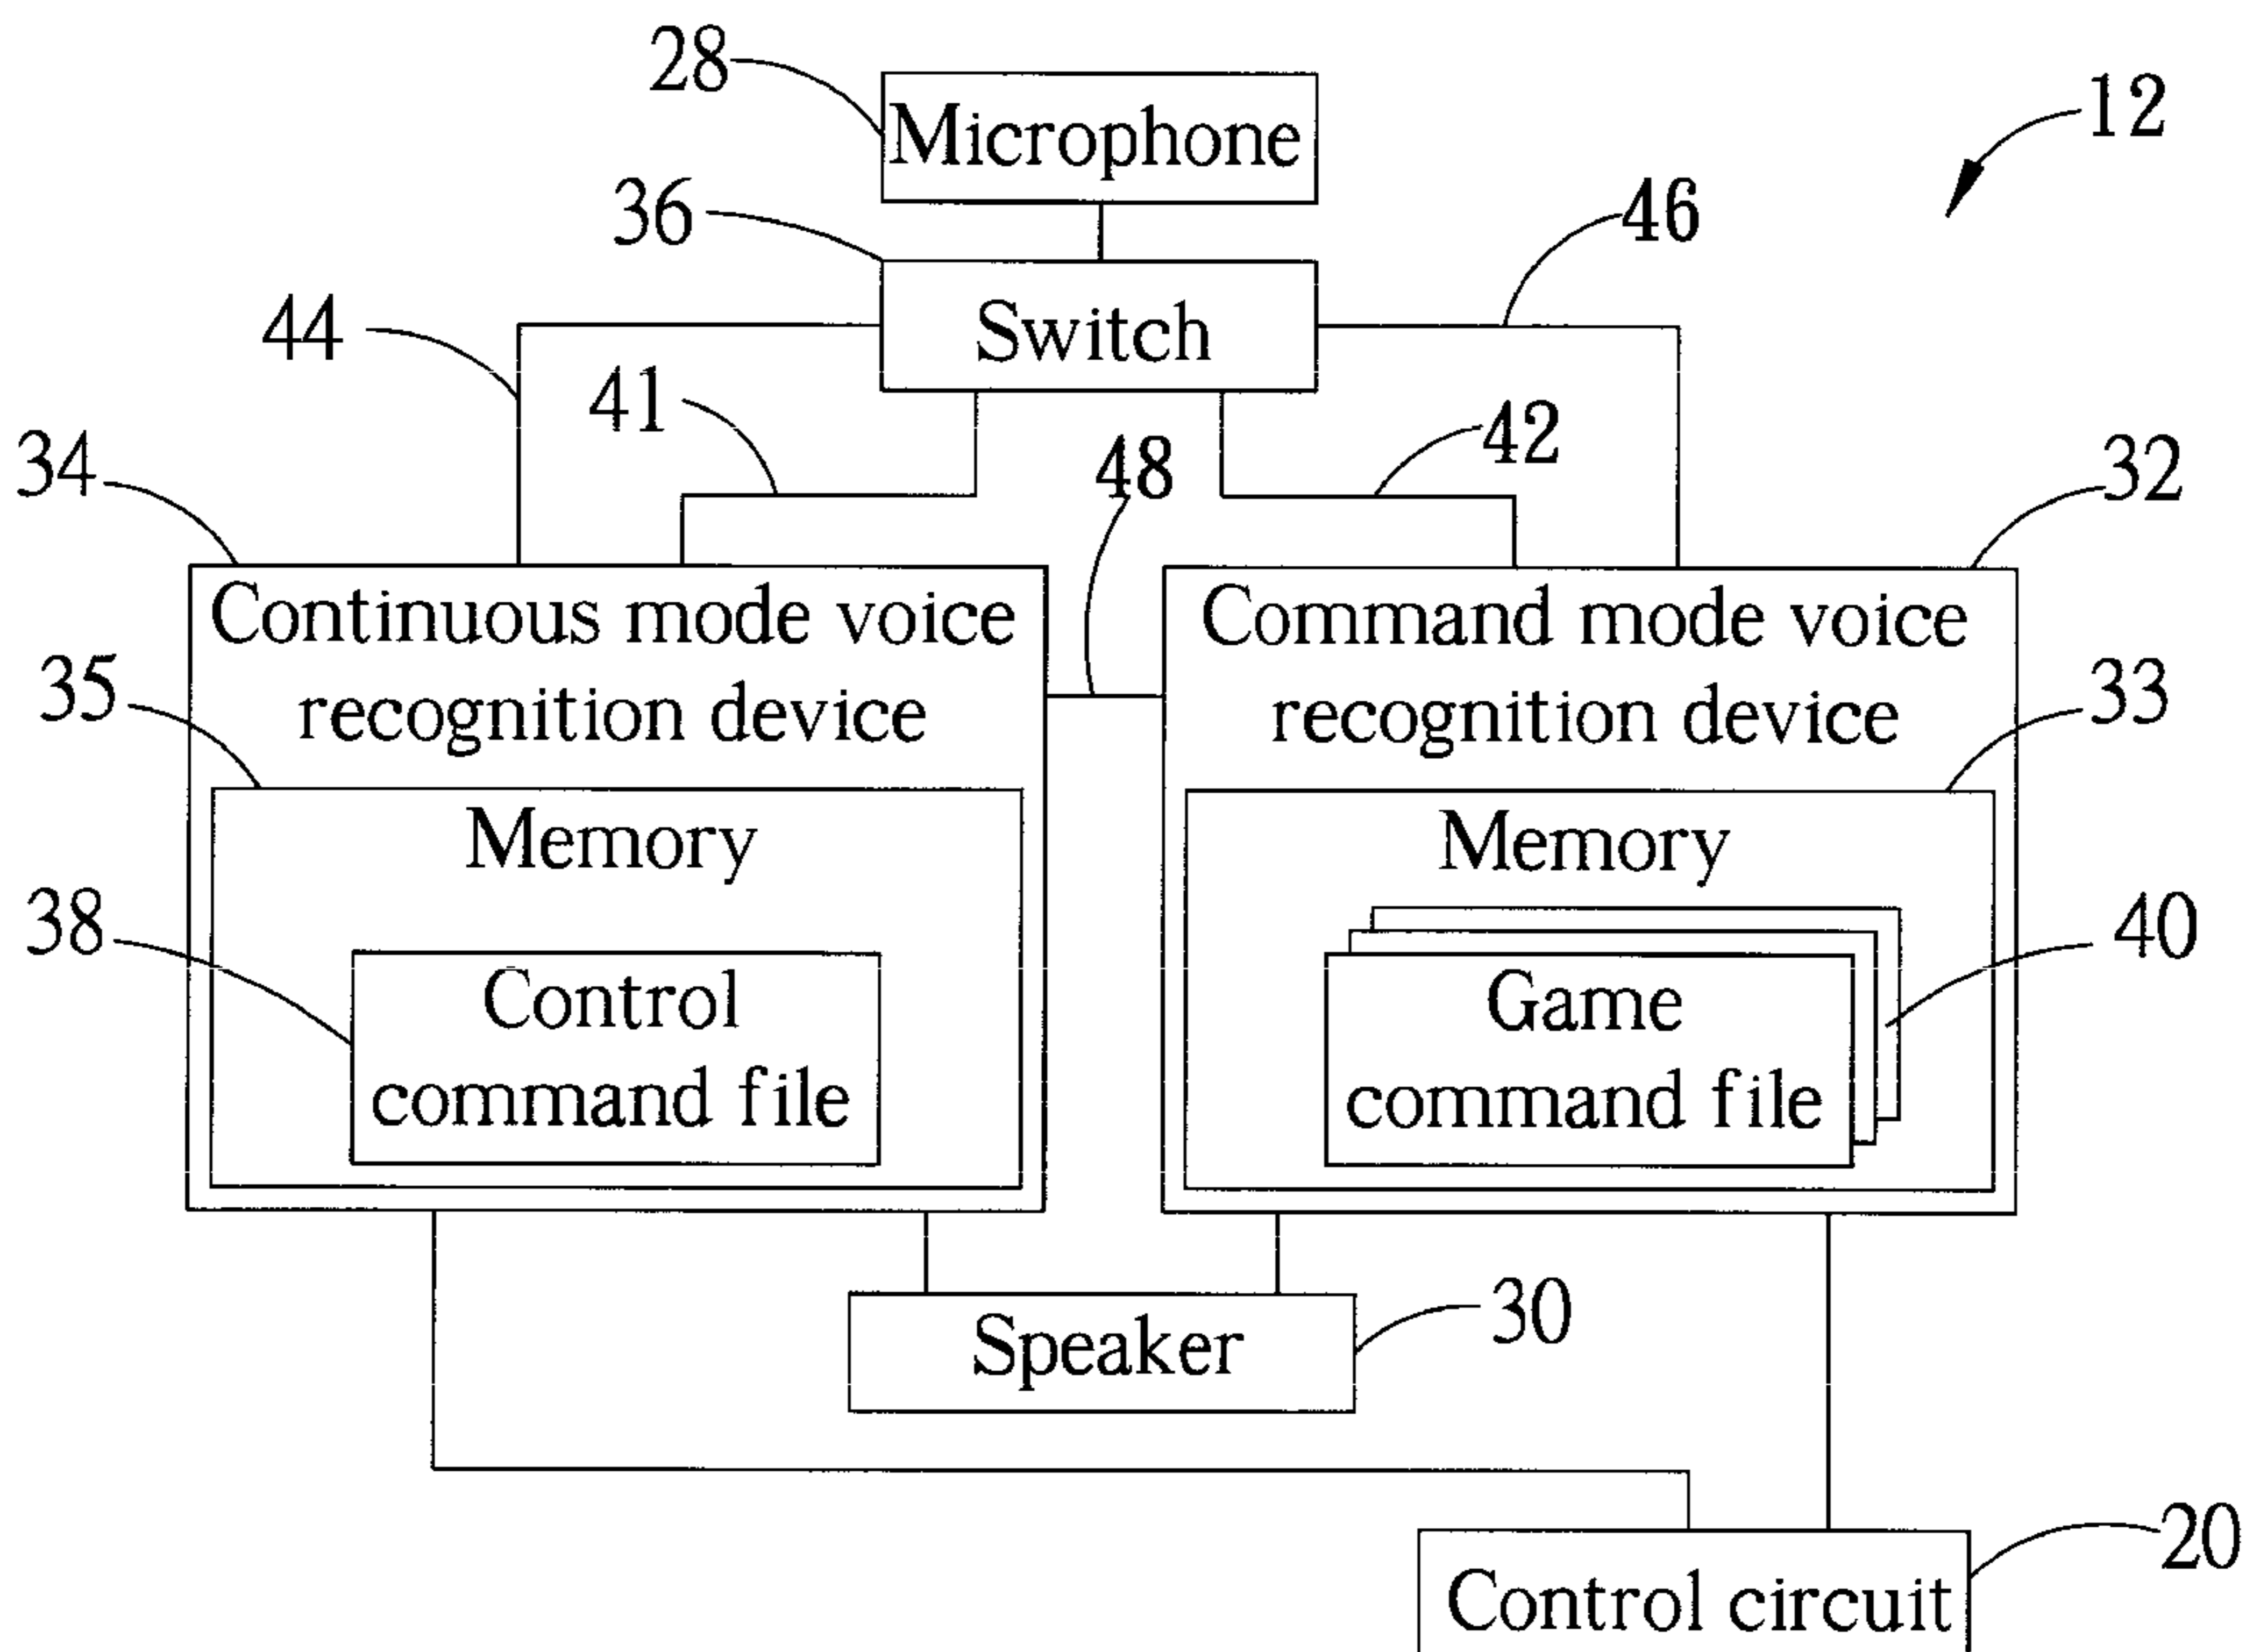 28
Microphone
12
36
46
44
Switch
41
42
48
34
32
Continuous mode voice
recognition device
Command mode voice
recognition device
35
33
Memory
Memory
38
40
Control
command file
Game
command file
30
Speaker
20
Control circuit